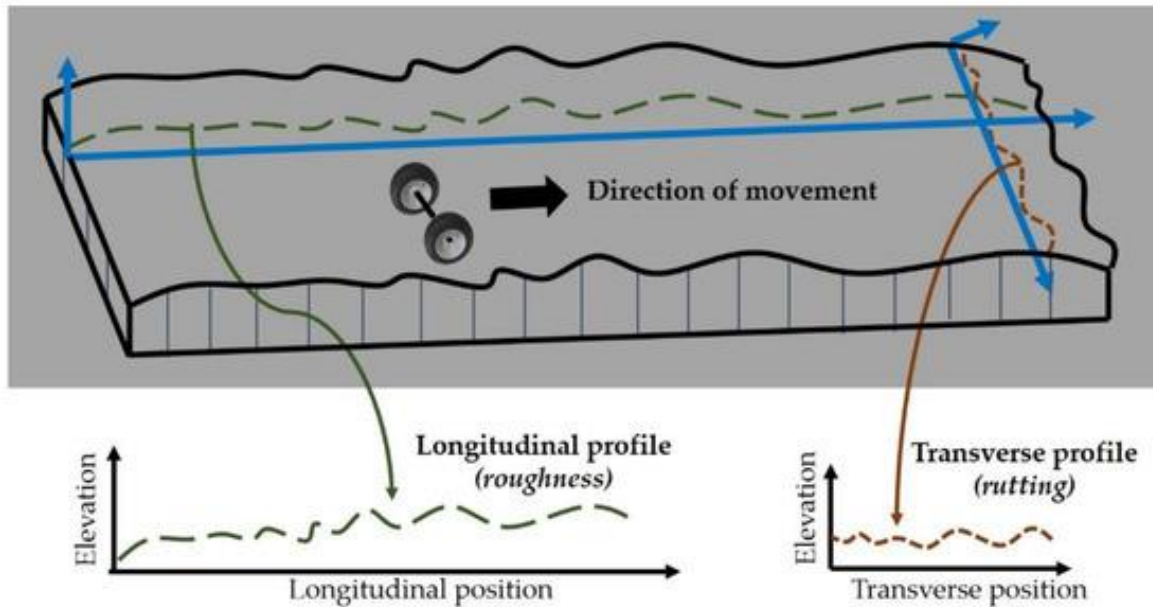 Direction of movement
Longitudinal profile
(roughness)
Elevation
Longitudinal position
Transverse profile
(rutting)
Elevation
Transverse position